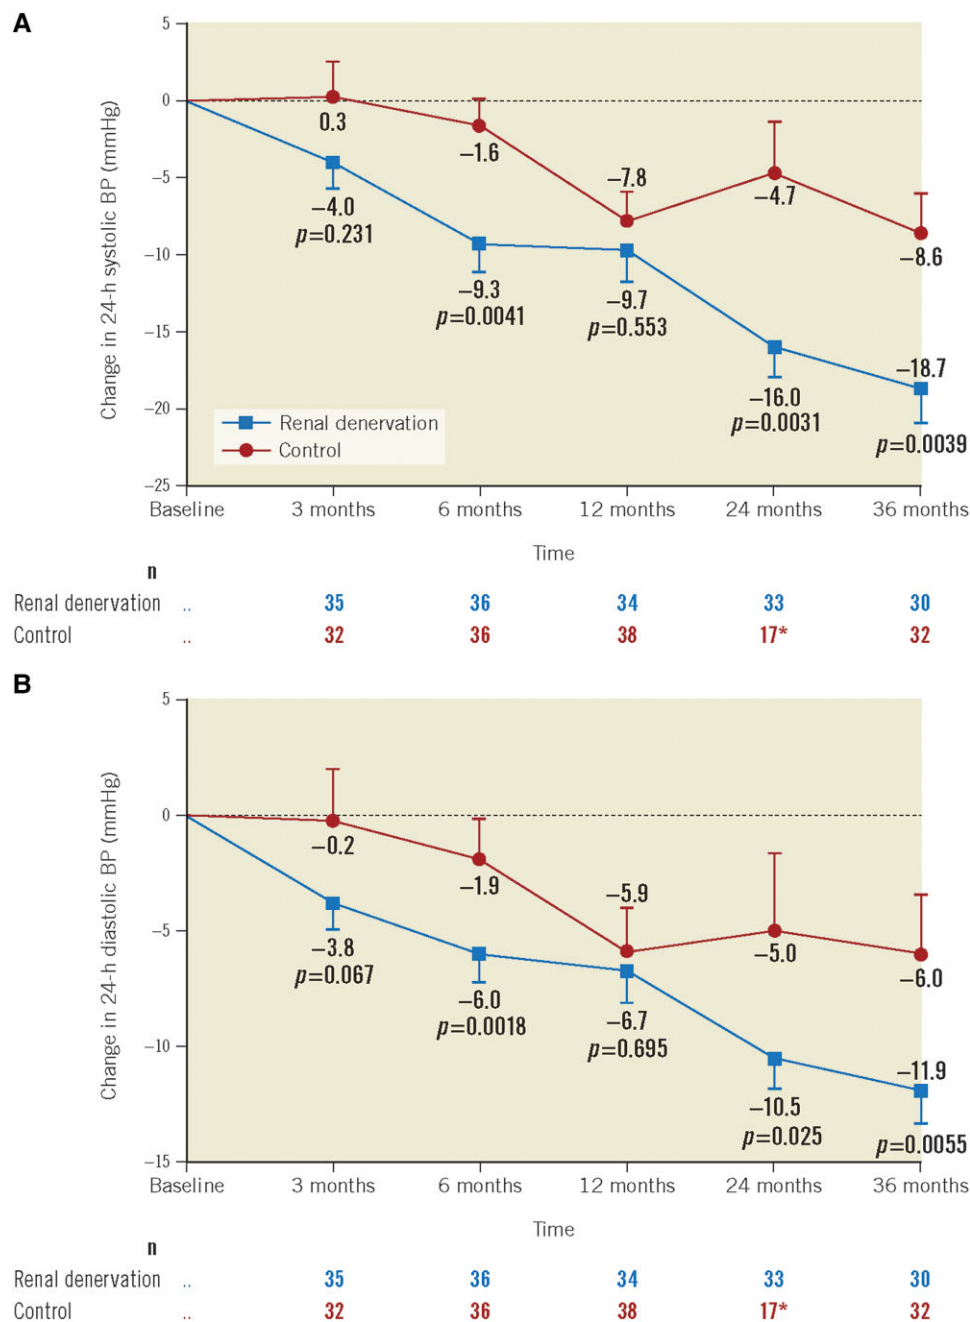 A
Change in 24-h systolic BP (mmHg)
5
0
−5
−10
−15
−20
−25
0.3
−1.6
−7.8
−4.7
−8.6
−4.0
p=0.231
−9.3
p=0.0041
−9.7
p=0.553
−16.0
p=0.0031
−18.7
p=0.0039
Renal denervation
Control
Baseline 3 months 6 months 12 months 24 months 36 months
Time
n
Renal denervation .. 35 36 34 33 30
Control .. 32 36 38 17* 32
B
Change in 24-h diastolic BP (mmHg)
5
0
−5
−10
−15
−0.2
−1.9
−5.9
−5.0
−6.0
−3.8
p=0.067
−6.0
p=0.0018
−6.7
p=0.695
−10.5
p=0.025
−11.9
p=0.0055
Baseline 3 months 6 months 12 months 24 months 36 months
Time
n
Renal denervation .. 35 36 34 33 30
Control .. 32 36 38 17* 32